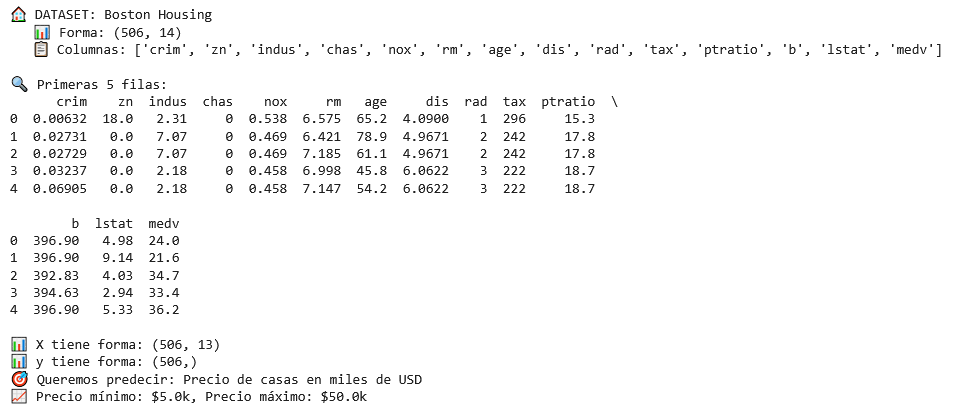 🏠 DATASET: Boston Housing
📊 Forma: (506, 14)
📋 Columnas: ['crim', 'zn', 'indus', 'chas', 'nox', 'rm', 'age', 'dis', 'rad', 'tax', 'ptratio', 'b', 'lstat', 'medv']
🔍 Primeras 5 filas:
crim zn indus chas nox rm age dis rad tax ptratio \
0 0.00632 18.0 2.31 0 0.538 6.575 65.2 4.0900 1 296 15.3
1 0.02731 0.0 7.07 0 0.469 6.421 78.9 4.9671 2 242 17.8
2 0.02729 0.0 7.07 0 0.469 7.185 61.1 4.9671 2 242 17.8
3 0.03237 0.0 2.18 0 0.458 6.998 45.8 6.0622 3 222 18.7
4 0.06905 0.0 2.18 0 0.458 7.147 54.2 6.0622 3 222 18.7
b lstat medv
0 396.90 4.98 24.0
1 396.90 9.14 21.6
2 392.83 4.03 34.7
3 394.63 2.94 33.4
4 396.90 5.33 36.2
📊 X tiene forma: (506, 13)
📊 y tiene forma: (506,)
🎯 Queremos predecir: Precio de casas en miles de USD
📈 Precio mínimo: $5.0k, Precio máximo: $50.0k